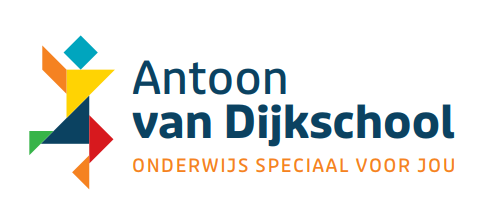 Antoon
van Dijkschool
ONDERWIJS SPECIAAL VOOR JOU